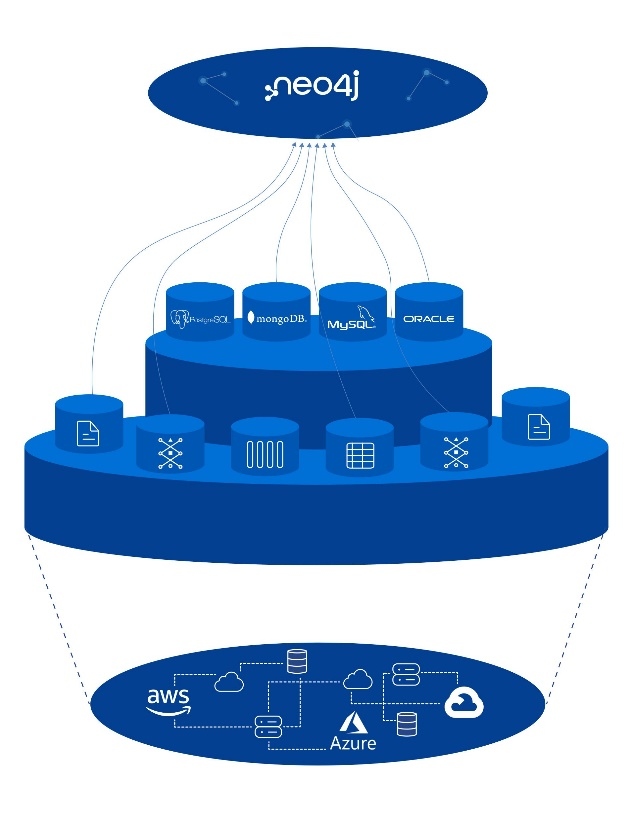 neo4j
PostgreSQL
mongoDB
MySQL
ORACLE
aws
Azure